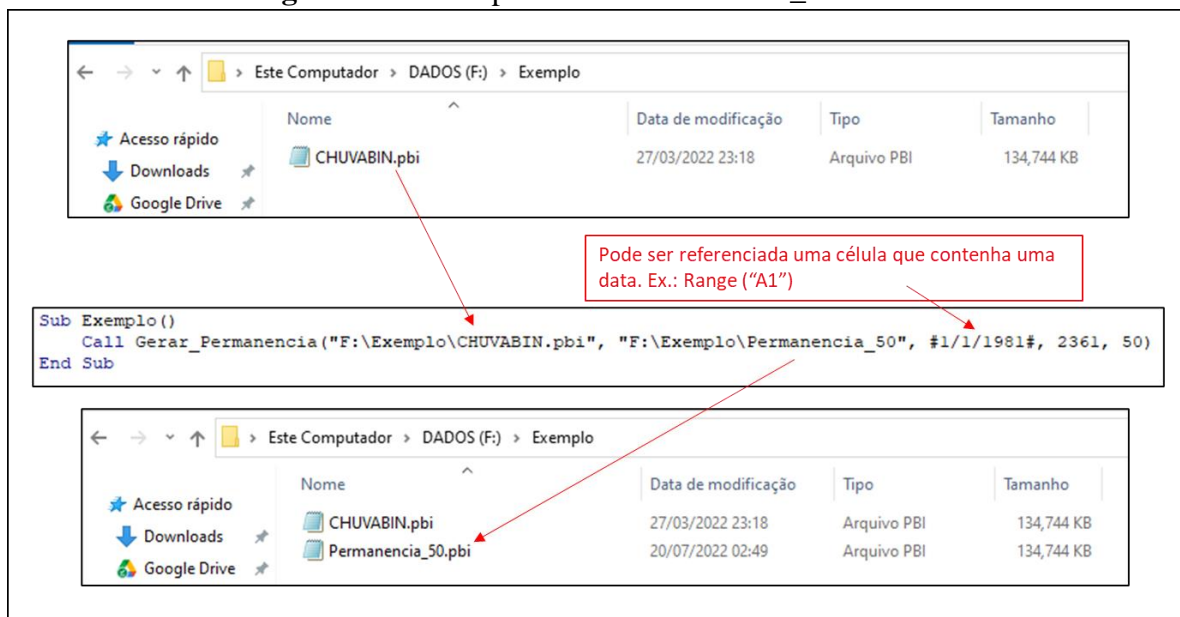 Este Computador > DADOS (F:) > Exemplo
Nome Data de modificação Tipo Tamanho
Acesso rápido
CHUVABIN.pbi 27/03/2022 23:18 Arquivo PBI 134,744 KB
Downloads
Google Drive
Pode ser referenciada uma célula que contenha uma
data. Ex.: Range (“A1”)
Sub Exemplo()
Call Gerar_Permanencia("F:\Exemplo\CHUVABIN.pbi", "F:\Exemplo\Permanencia_50", #1/1/1981#, 2361, 50)
End Sub
Este Computador > DADOS (F:) > Exemplo
Nome Data de modificação Tipo Tamanho
Acesso rápido
CHUVABIN.pbi 27/03/2022 23:18 Arquivo PBI 134,744 KB
Downloads
Permanencia_50.pbi 20/07/2022 02:49 Arquivo PBI 134,744 KB
Google Drive